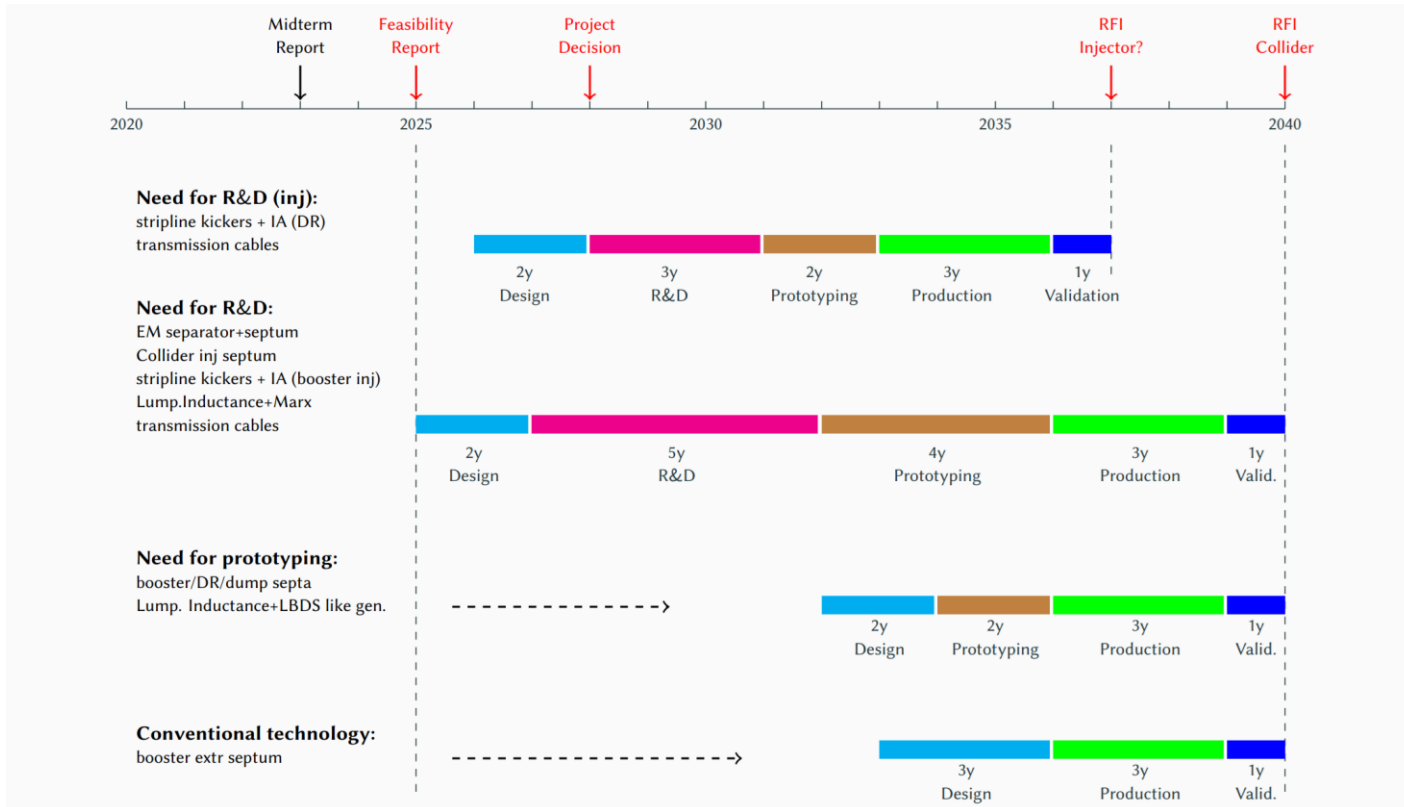 Midterm
Report
Feasibility
Report
Project
Decision
RFI
Injector?
RFI
Collider
2020
2025
2030
2035
2040
Need for R&D (inj):
stripline kickers + IA (DR)
transmission cables
2y
Design
3y
R&D
2y
Prototyping
3y
Production
1y
Validation
Need for R&D:
EM separator+septum
Collider inj septum
stripline kickers + IA (booster inj)
Lump.Inductance+Marx
transmission cables
2y
Design
5y
R&D
4y
Prototyping
3y
Production
1y
Valid.
Need for prototyping:
booster/DR/dump septa
Lump. Inductance+LBDS like gen.
2y
Design
2y
Prototyping
3y
Production
1y
Valid.
Conventional technology:
booster extr septum
3y
Design
3y
Production
1y
Valid.